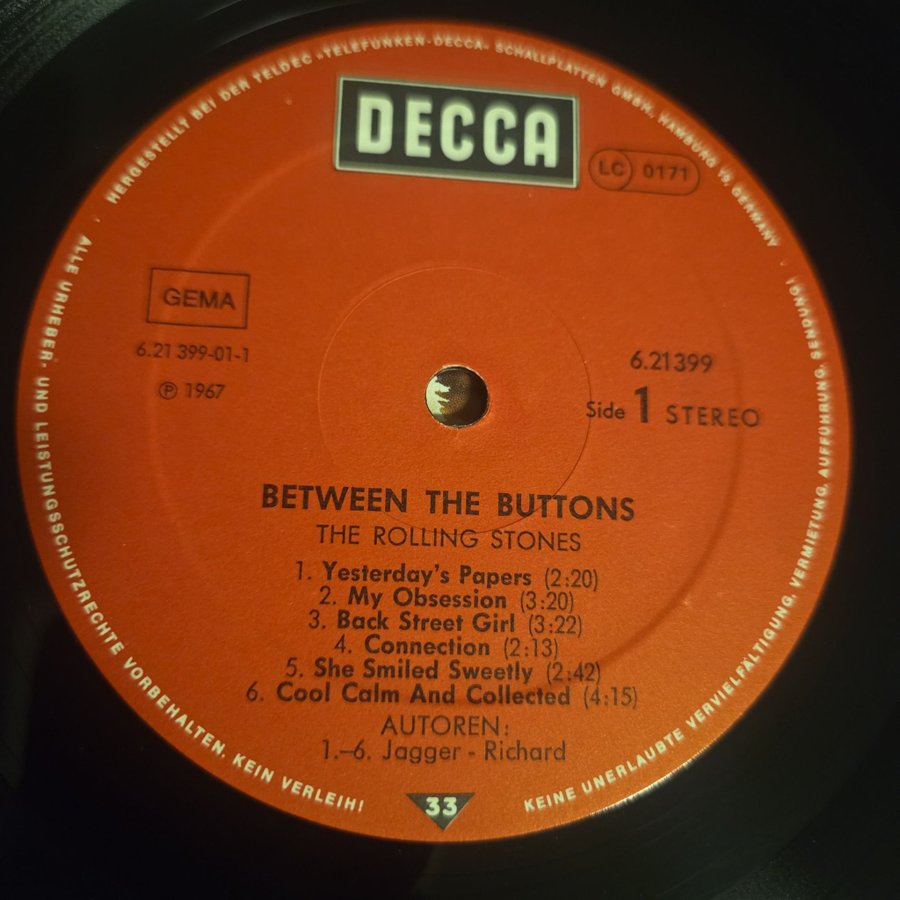 HERGESTELLT BEI DER TELDEC »TELEFUNKEN-DECCA« SCHALLPLATTEN GMBH, HAMBURG 19, GERMANY ·
DECCA
LC 0171
GEMA
6.21 399-01-1
℗ 1967
6.21399
Side 1 STEREO
BETWEEN THE BUTTONS
THE ROLLING STONES
1. Yesterday's Papers (2:20)
2. My Obsession (3:20)
3. Back Street Girl (3:22)
4. Connection (2:13)
5. She Smiled Sweetly (2:42)
6. Cool Calm And Collected (4:15)
AUTOREN:
1.–6. Jagger - Richard
33
· ALLE URHEBER- UND LEISTUNGSSCHUTZRECHTE VORBEHALTEN. KEIN VERLEIH!
KEINE UNERLAUBTE VERVIELFÄLTIGUNG, VERMIETUNG, AUFFÜHRUNG, SENDUNG!